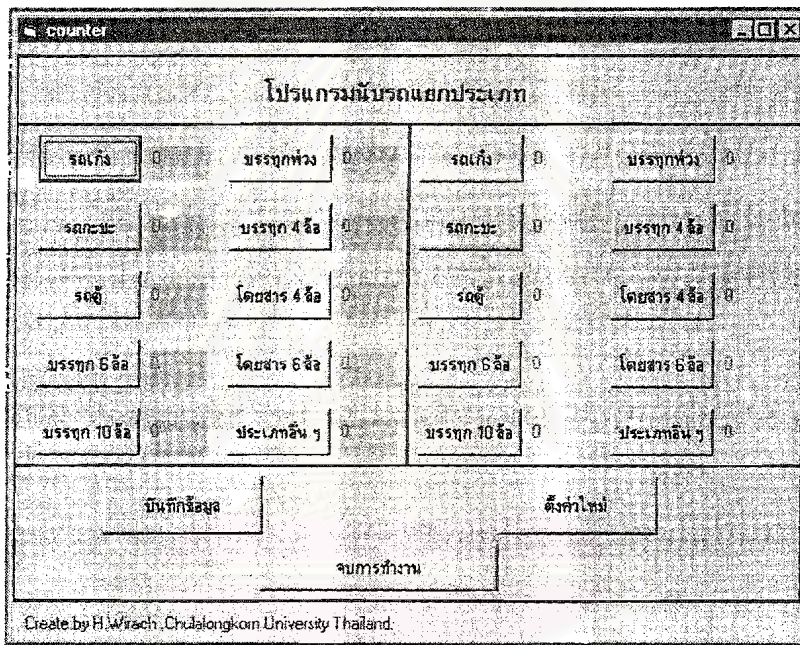 counter
โปรแกรมนับรถแยกประเภท
รถเก๋ง 0 บรรทุกพ่วง 0 รถเก๋ง 0 บรรทุกพ่วง 0
รถกะบะ 0 บรรทุก 4 ล้อ 0 รถกะบะ 0 บรรทุก 4 ล้อ 0
รถตู้ 0 โดยสาร 4 ล้อ 0 รถตู้ 0 โดยสาร 4 ล้อ 0
บรรทุก 6 ล้อ 0 โดยสาร 6 ล้อ 0 บรรทุก 6 ล้อ 0 โดยสาร 6 ล้อ 0
บรรทุก 10 ล้อ 0 ประเภทอื่น ๆ 0 บรรทุก 10 ล้อ 0 ประเภทอื่น ๆ 0
บันทึกข้อมูล ตั้งค่าใหม่
จบการทำงาน
Create by H.Wirach ,Chulalongkorn University Thailand.